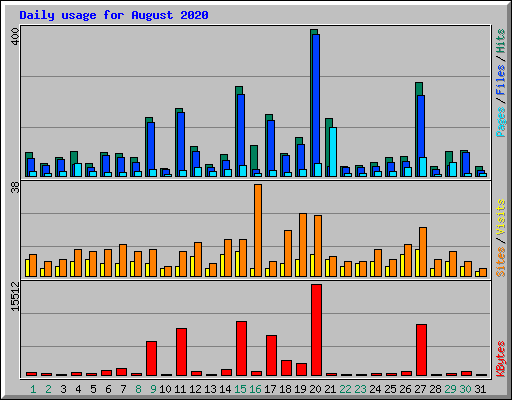 Daily usage for August 2020
400
Pages / Files / Hits
38
Sites / Visits
15512
KBytes
1 2 3 4 5 6 7 8 9 10 11 12 13 14 15 16 17 18 19 20 21 22 23 24 25 26 27 28 29 30 31